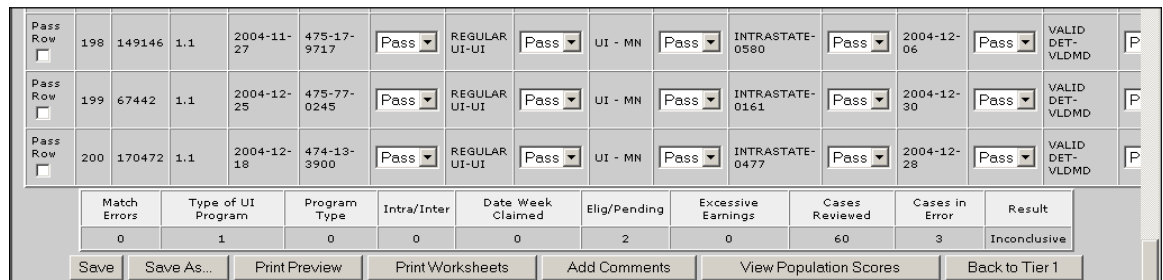 Pass
Row
198 149146 1.1 2004-11- 475-17- Pass REGULAR Pass UI - MN Pass INTRASTATE- Pass 2004-12- Pass VALID P
27 9717 UI-UI 0580 06 DET-
VLDMD
Pass
Row
199 67442 1.1 2004-12- 475-77- Pass REGULAR Pass UI - MN Pass INTRASTATE- Pass 2004-12- Pass VALID P
25 0245 UI-UI 0161 30 DET-
VLDMD
Pass
Row
200 170472 1.1 2004-12- 474-13- Pass REGULAR Pass UI - MN Pass INTRASTATE- Pass 2004-12- Pass VALID P
18 3900 UI-UI 0477 28 DET-
VLDMD
Match Type of UI Program Intra/Inter Date Week Elig/Pending Excessive Cases Cases in Result
Errors Program Type Claimed Earnings Reviewed Error
0 1 0 0 0 2 0 60 3 Inconclusive
Save Save As... Print Preview Print Worksheets Add Comments View Population Scores Back to Tier 1